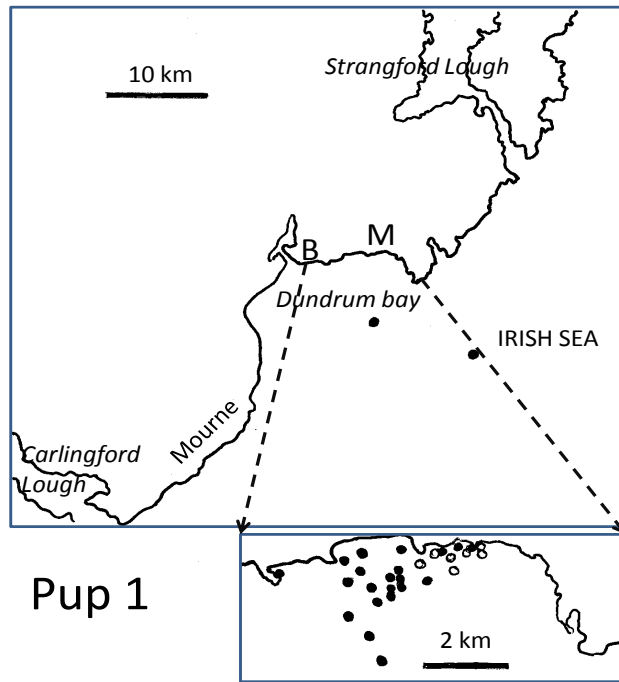 10 km
Strangford Lough
B
M
Dundrum bay
IRISH SEA
Mourne
Carlingford
Lough
Pup 1
2 km